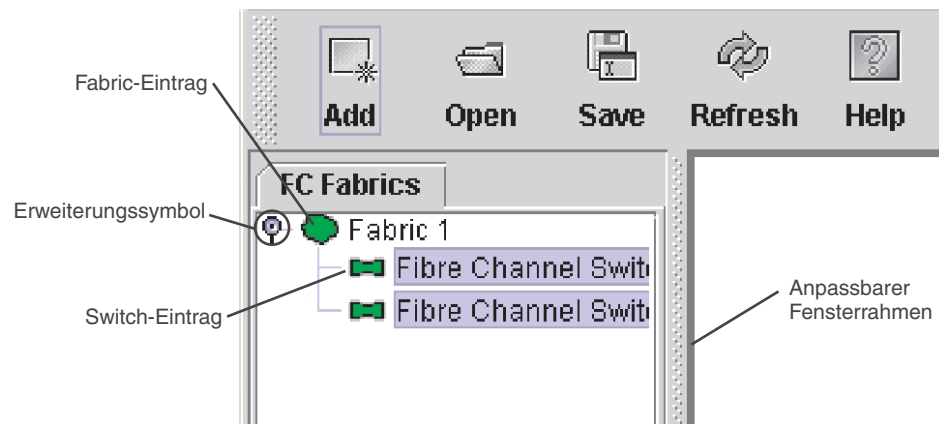 Add Open Save Refresh Help
Fabric-Eintrag
FC Fabrics
Erweiterungssymbol
Fabric 1
Fibre Channel Swit
Switch-Eintrag
Fibre Channel Swit
Anpassbarer
Fensterrahmen